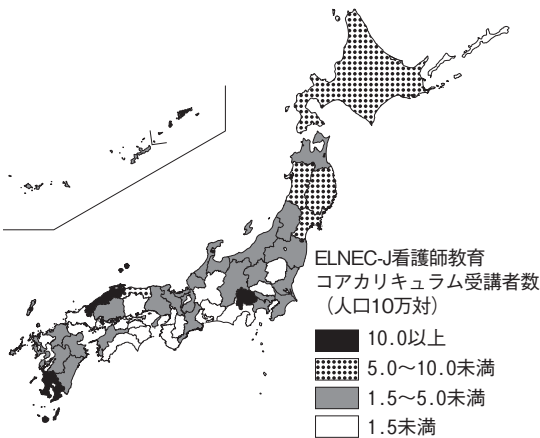 ELNEC-J看護師教育
コアカリキュラム受講者数
（人口10万対）
10.0以上
5.0～10.0未満
1.5～5.0未満
1.5未満